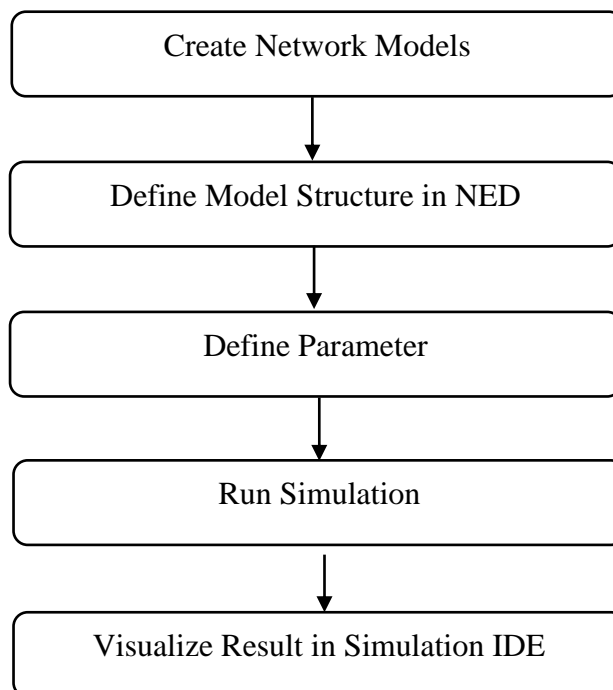 Create Network Models
Define Model Structure in NED
Define Parameter
Run Simulation
Visualize Result in Simulation IDE